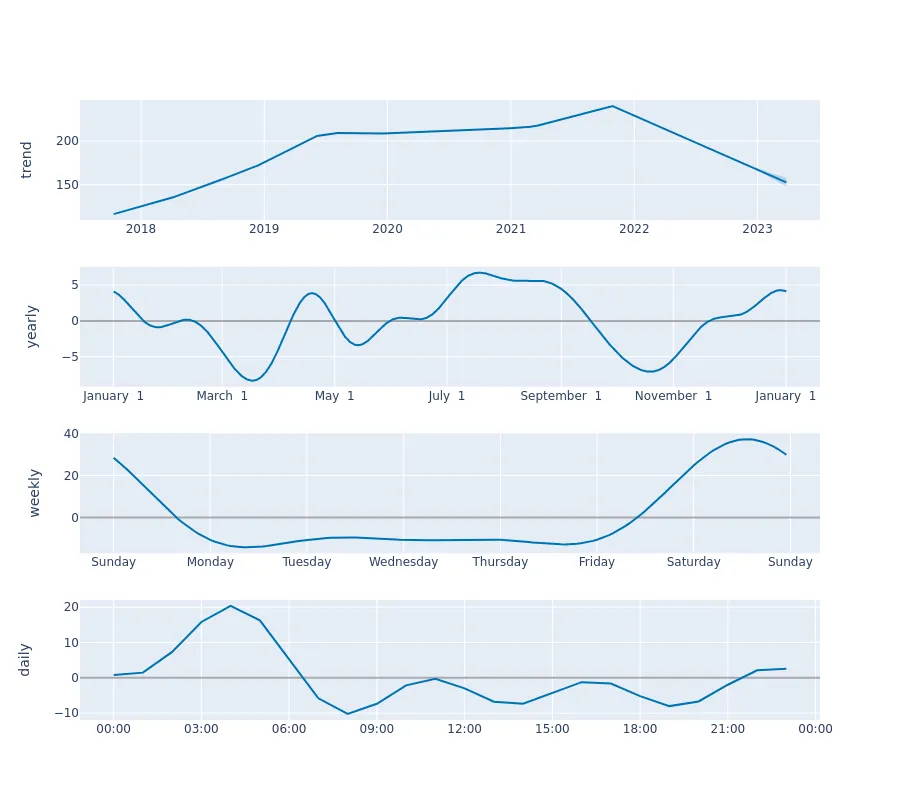 trend
200
150
2018 2019 2020 2021 2022 2023
yearly
5
0
−5
January 1 March 1 May 1 July 1 September 1 November 1 January 1
weekly
40
20
0
Sunday Monday Tuesday Wednesday Thursday Friday Saturday Sunday
daily
20
10
0
−10
00:00 03:00 06:00 09:00 12:00 15:00 18:00 21:00 00:00